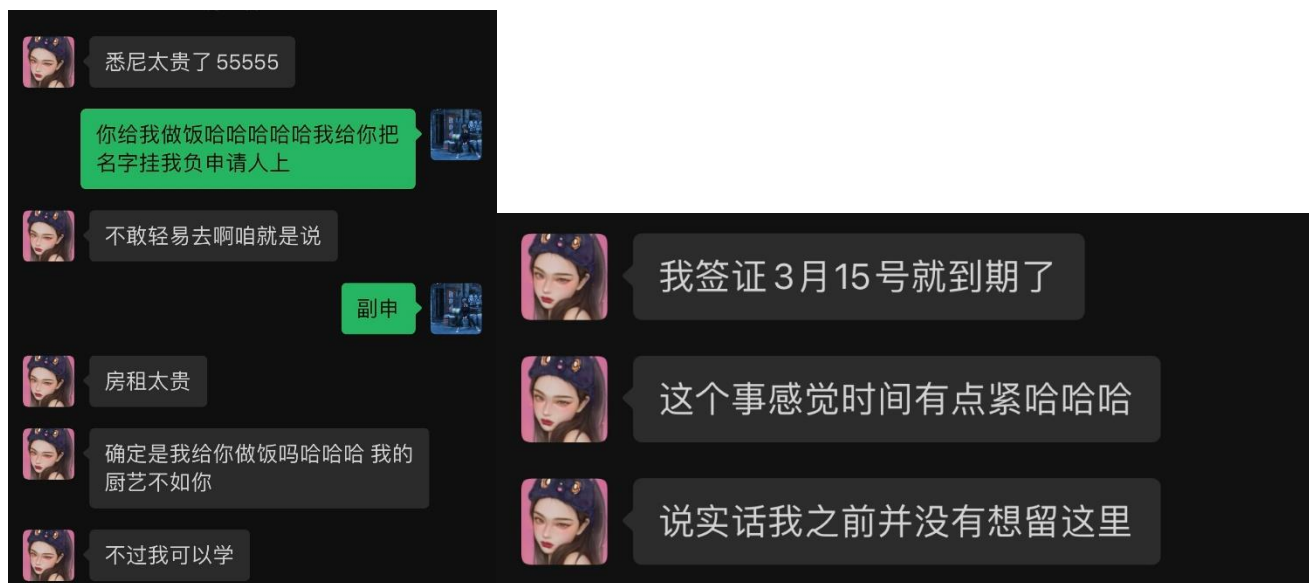 悉尼太贵了55555
你给我做饭哈哈哈哈哈我给你把
名字挂我负申请人上
不敢轻易去啊咱就是说
副申
房租太贵
确定是我给你做饭吗哈哈哈 我的
厨艺不如你
不过我可以学
我签证3月15号就到期了
这个事感觉时间有点紧哈哈哈
说实话我之前并没有想留这里